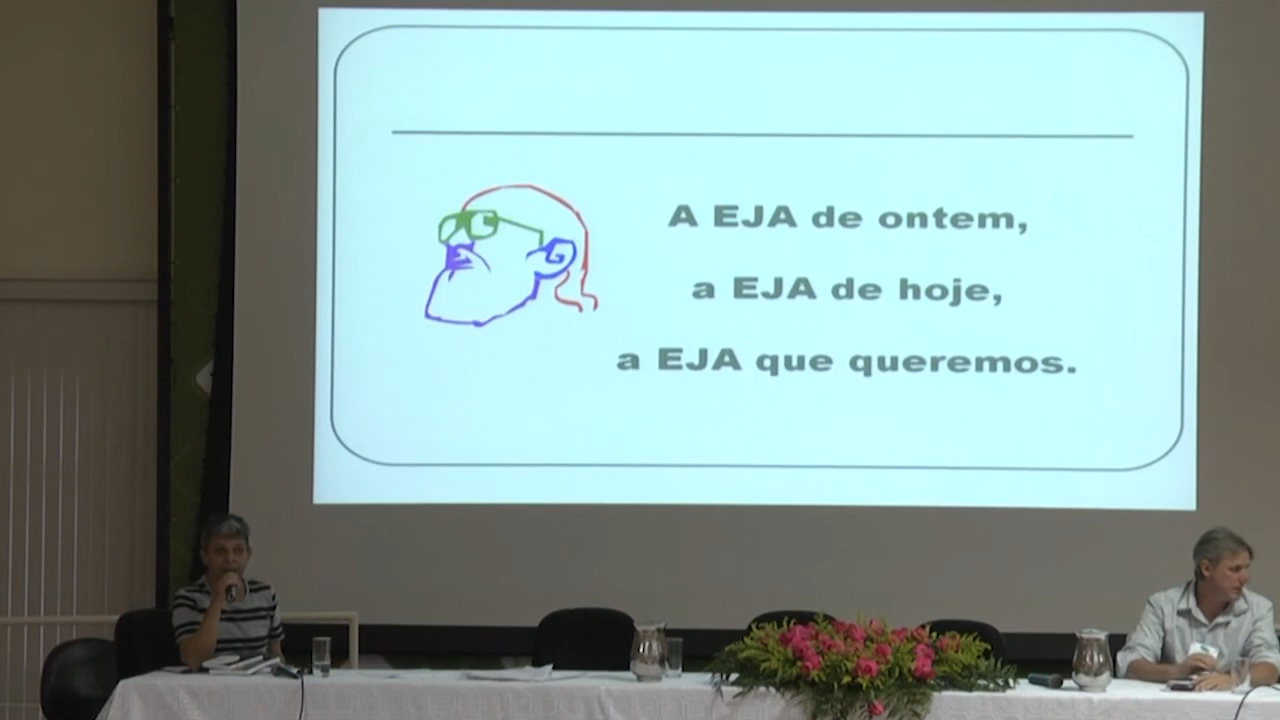 A EJA de ontem,
a EJA de hoje,
a EJA que queremos.